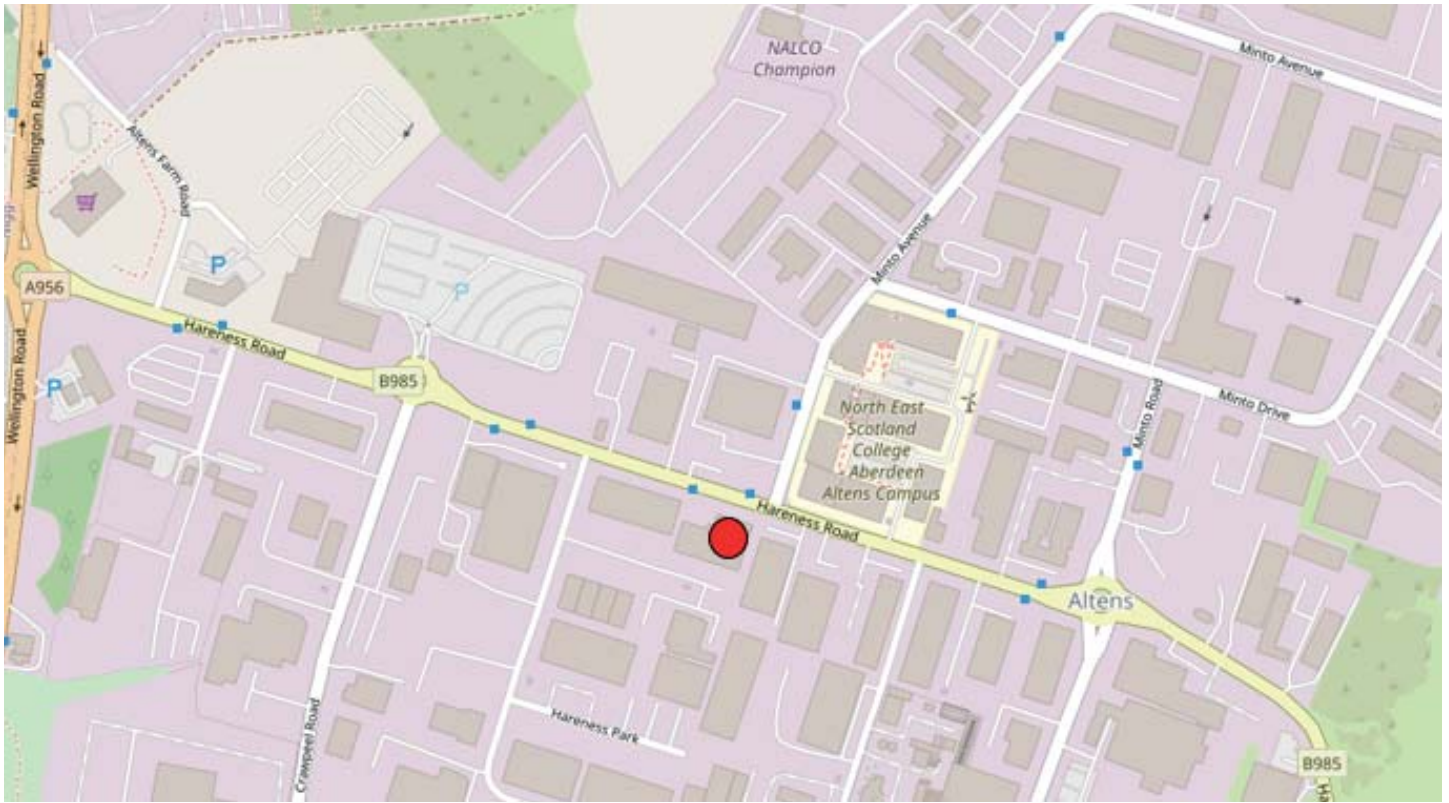 NALCO
Champion
Minto Avenue
Wellington Road
Altens Farm Road
P
Minto Avenue
A956
Hareness Road
P
B985
Wellington Road
P
North East
Scotland
College
Aberdeen
Altens Campus
Minto Drive
Minto Road
Hareness Road
Altens
Hareness Park
Crawpeel Road
B985